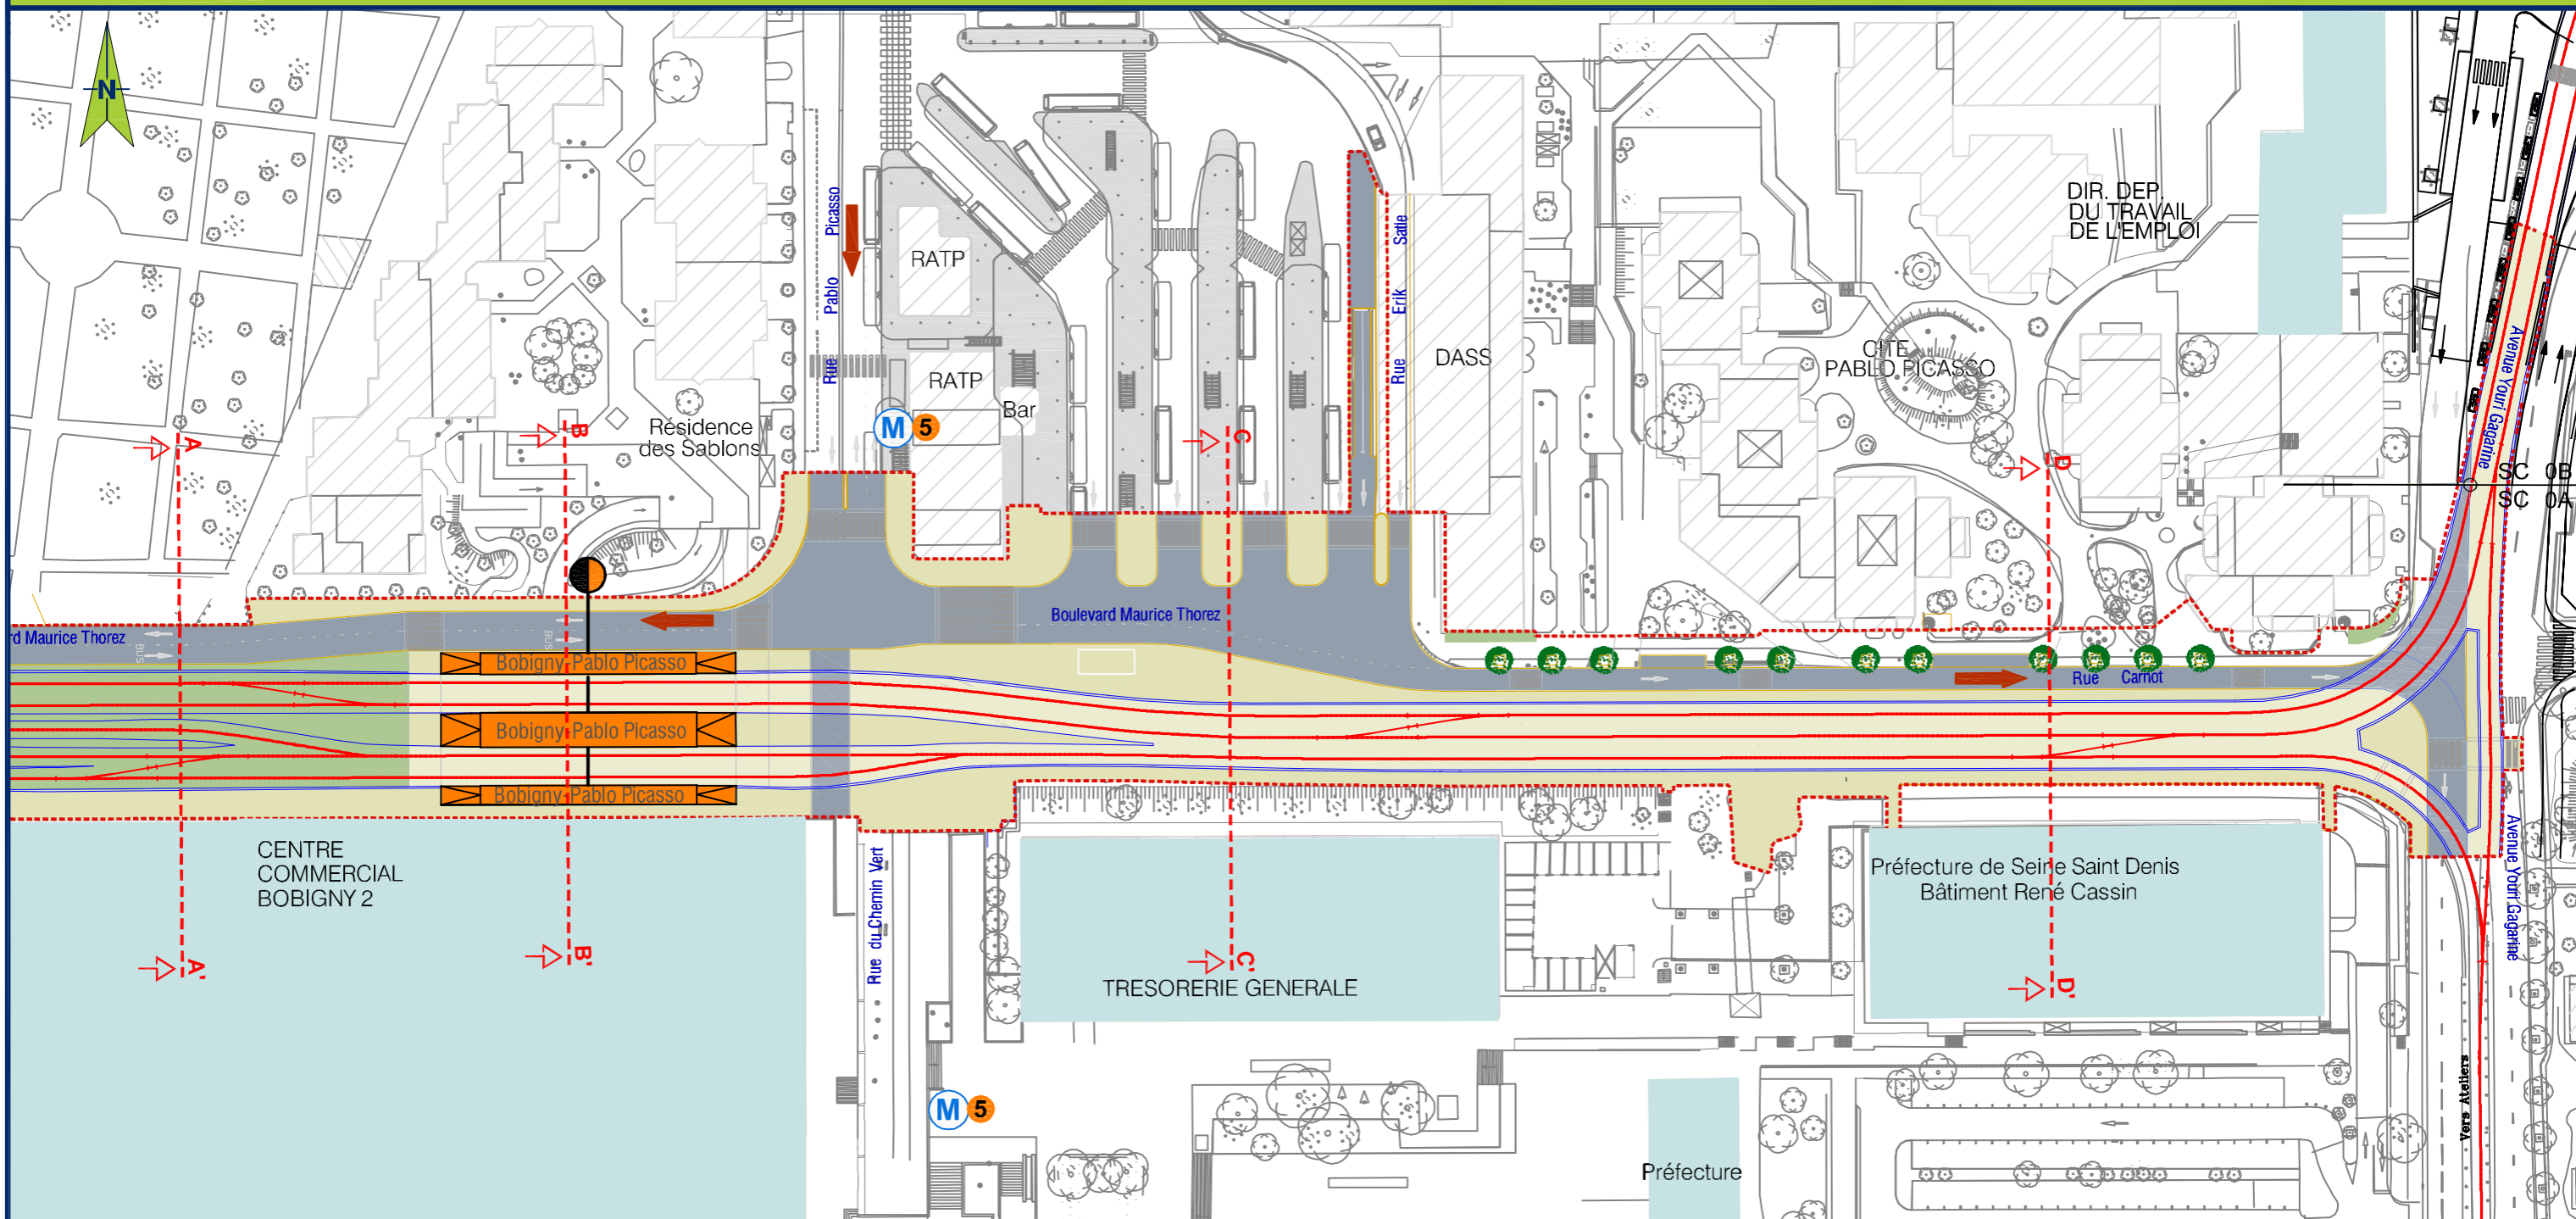 N
Rue Pablo Picasso
RATP
RATP
Bar
M 5
Rue Erik Satie
DASS
DIR. DEP.
DU TRAVAIL
DE L'EMPLOI
CITE
PABLO PICASSO
Avenue Youri Gagarine
SC 0B
SC 0A
Résidence
des Sablons
A
B
C
D
rd Maurice Thorez
BUS
BUS
Boulevard Maurice Thorez
Rue Carnot
Bobigny-Pablo Picasso
Bobigny-Pablo Picasso
Bobigny-Pablo Picasso
CENTRE
COMMERCIAL
BOBIGNY 2
Rue du Chemin Vert
Préfecture de Seine Saint Denis
Bâtiment René Cassin
Avenue Youri Gagarine
A'
B'
C'
D'
TRESORERIE GENERALE
M 5
Préfecture
Vers Ateliers